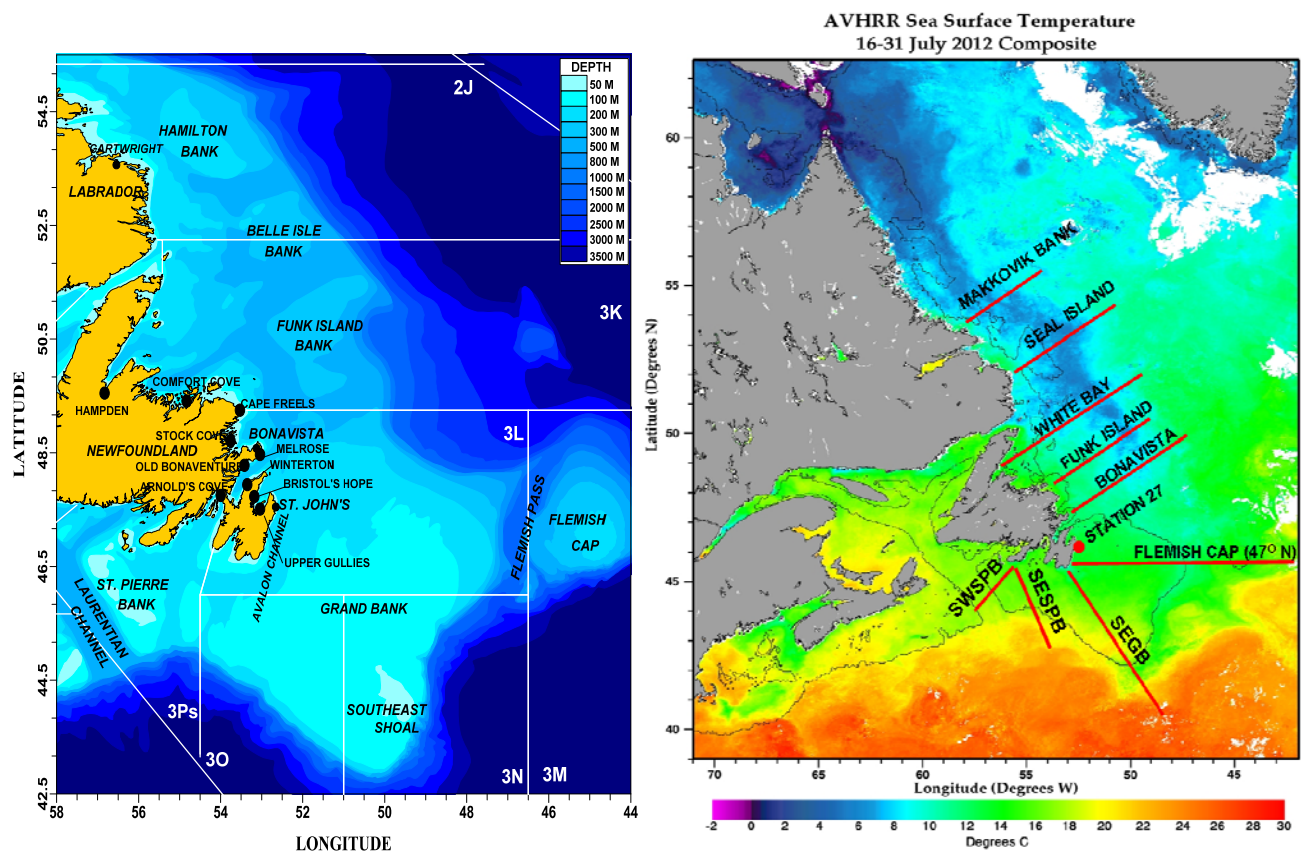 DEPTH
50 M
100 M
200 M
300 M
500 M
800 M
1000 M
1500 M
2000 M
2500 M
3000 M
3500 M
2J
HAMILTON
BANK
CARTWRIGHT
LABRADOR
BELLE ISLE
BANK
3K
FUNK ISLAND
BANK
COMFORT COVE
HAMPDEN
CAPE FREELS
STOCK COVE
BONAVISTA
3L
NEWFOUNDLAND
MELROSE
OLD BONAVENTURE
WINTERTON
ARNOLD'S COVE
BRISTOL'S HOPE
ST. JOHN'S
FLEMISH PASS
FLEMISH
CAP
AVALON CHANNEL
UPPER GULLIES
ST. PIERRE
BANK
GRAND BANK
LAURENTIAN
CHANNEL
SOUTHEAST
SHOAL
3Ps
3O
3N
3M
54.5
52.5
50.5
48.5
46.5
44.5
42.5
LATITUDE
58
56
54
52
50
48
46
44
LONGITUDE
AVHRR Sea Surface Temperature
16-31 July 2012 Composite
60
55
50
45
40
Latitude (Degrees N)
MAKKOVIK BANK
SEAL ISLAND
WHITE BAY
FUNK ISLAND
BONAVISTA
STATION 27
FLEMISH CAP (47O N)
SWSPB
SESPB
SEGB
70
65
60
55
50
45
Longitude (Degrees W)
-2
0
2
4
6
8
10
12
14
16
18
20
22
24
26
28
30
Degrees C